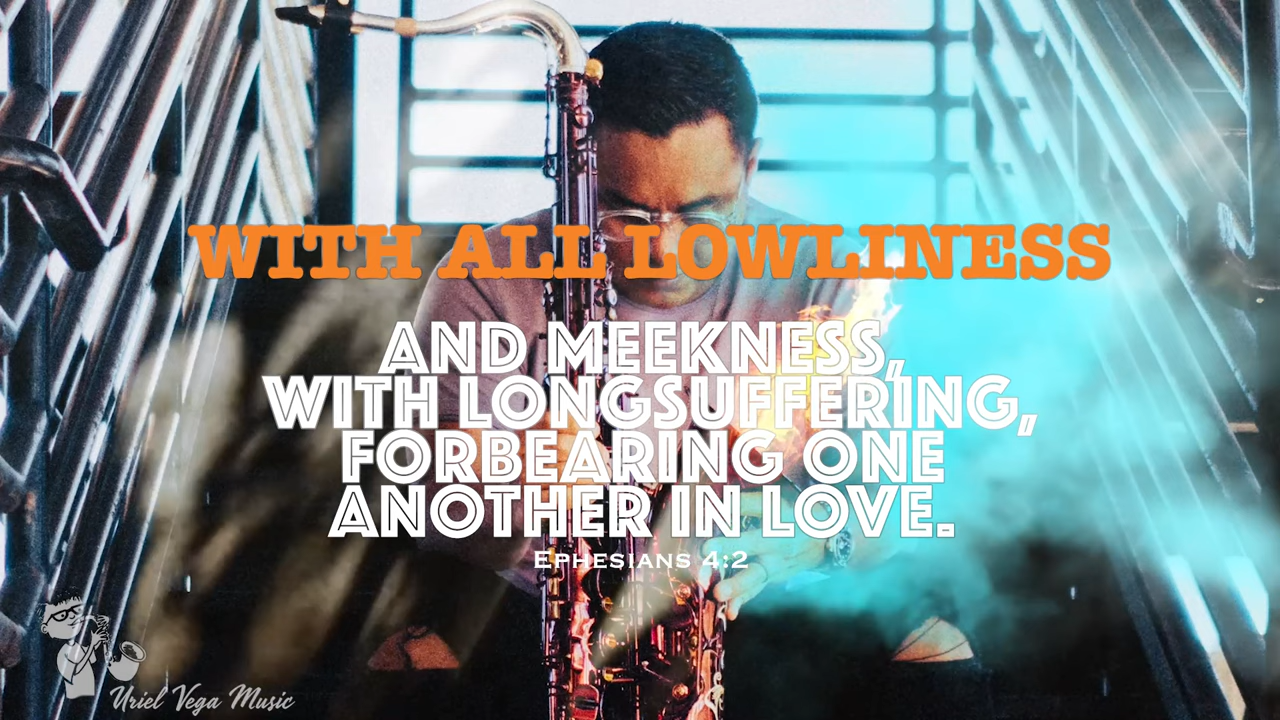 WITH ALL LOWLINESS
AND MEEKNESS,
WITH LONGSUFFERING,
FORBEARING ONE
ANOTHER IN LOVE.
EPHESIANS 4:2
Uriel Vega Music